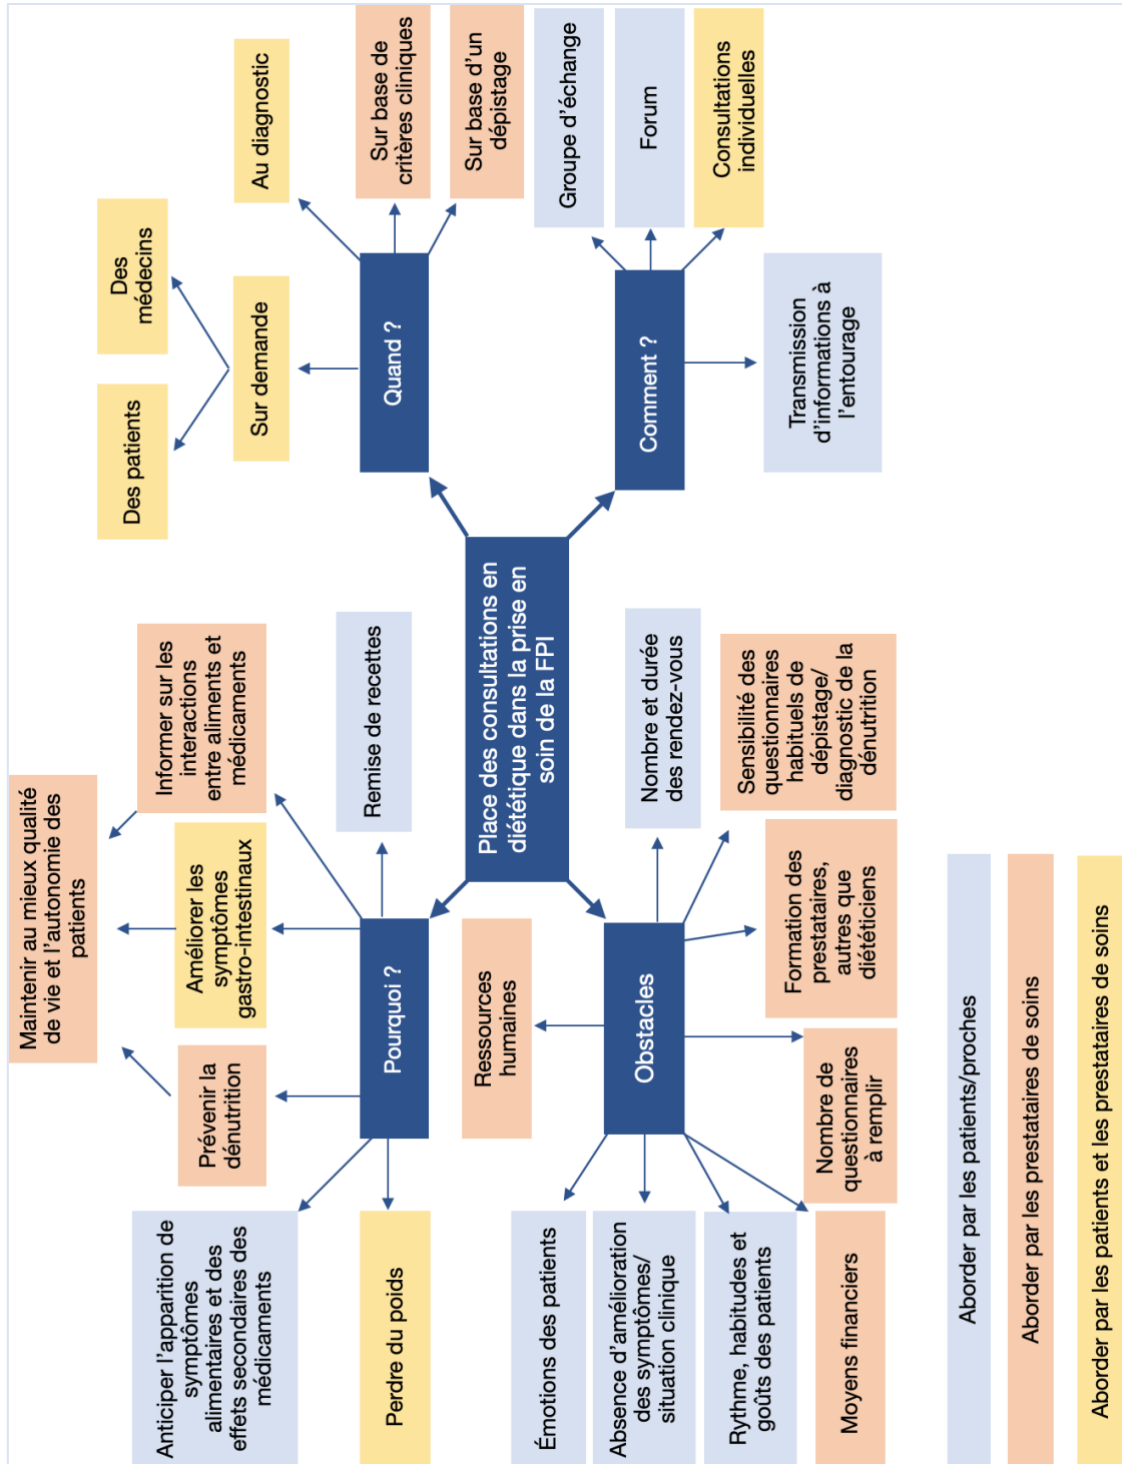 Maintenir au mieux qualité
de vie et l'autonomie des
patients
Anticiper l'apparition de
symptômes
alimentaires et des
effets secondaires des
médicaments
Prévenir la
dénutrition
Améliorer les
symptômes
gastro-intestinaux
Informer sur les
interactions
entre aliments et
médicaments
Perdre du poids
Pourquoi ?
Remise de recettes
Des patients
Des
médecins
Sur demande
Au diagnostic
Quand ?
Sur base de
critères cliniques
Sur base d'un
dépistage
Place des consultations en
diététique dans la prise en
soin de la FPI
Ressources
humaines
Émotions des patients
Absence d'amélioration
des symptômes/
situation clinique
Rythme, habitudes et
goûts des patients
Moyens financiers
Obstacles
Nombre et durée
des rendez-vous
Nombre de
questionnaires
à remplir
Formation des
prestataires,
autres que
diététiciens
Sensibilité des
questionnaires
habituels de
dépistage/
diagnostic de la
dénutrition
Comment ?
Groupe d'échange
Forum
Consultations
individuelles
Transmission
d'informations à
l'entourage
Aborder par les patients/proches
Aborder par les prestataires de soins
Aborder par les patients et les prestataires de soins